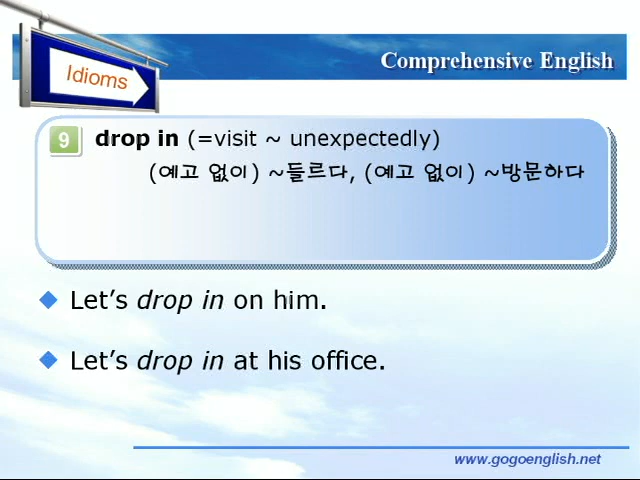 Comprehensive English
Idioms
9 drop in (=visit ~ unexpectedly)
(예고 없이) ~들르다, (예고 없이) ~방문하다
Let's drop in on him.
Let's drop in at his office.
www.gogoenglish.net